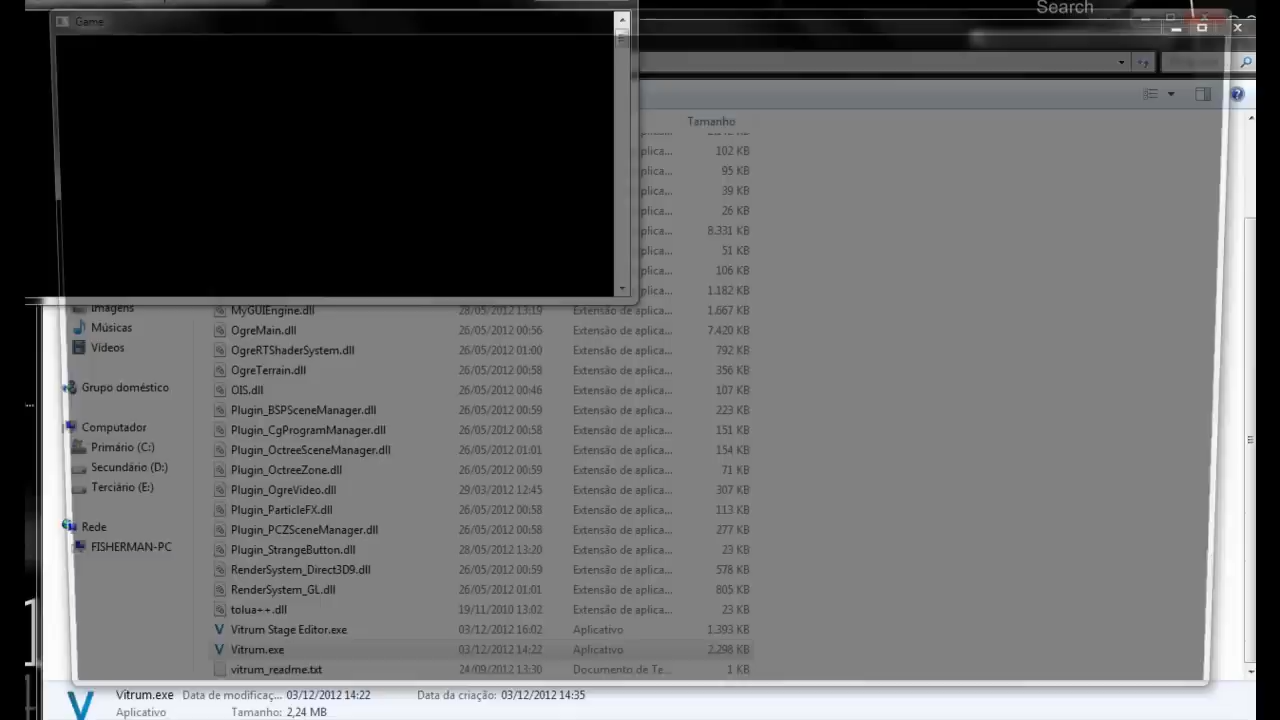 Search
Game
Tamanho
plica... 102 KB
plica... 95 KB
plica... 39 KB
plica... 26 KB
plica... 8.331 KB
plica... 51 KB
plica... 106 KB
plica... 1.182 KB
Imagens
MyGUIEngine.dll 28/05/2012 13:19 Extensão de aplica... 1.667 KB
Músicas
OgreMain.dll 26/05/2012 00:56 Extensão de aplica... 7.420 KB
Vídeos
OgreRTShaderSystem.dll 26/05/2012 01:00 Extensão de aplica... 792 KB
OgreTerrain.dll 26/05/2012 00:58 Extensão de aplica... 356 KB
Grupo doméstico
OIS.dll 26/05/2012 00:46 Extensão de aplica... 107 KB
Plugin_BSPSceneManager.dll 26/05/2012 00:59 Extensão de aplica... 223 KB
Computador
Plugin_CgProgramManager.dll 26/05/2012 00:58 Extensão de aplica... 151 KB
Primário (C:)
Plugin_OctreeSceneManager.dll 26/05/2012 01:01 Extensão de aplica... 154 KB
Secundário (D:)
Plugin_OctreeZone.dll 26/05/2012 00:59 Extensão de aplica... 71 KB
Terciário (E:)
Plugin_OgreVideo.dll 29/03/2012 12:45 Extensão de aplica... 307 KB
Plugin_ParticleFX.dll 26/05/2012 00:58 Extensão de aplica... 113 KB
Rede
Plugin_PCZSceneManager.dll 26/05/2012 00:58 Extensão de aplica... 277 KB
FISHERMAN-PC
Plugin_StrangeButton.dll 28/05/2012 13:20 Extensão de aplica... 23 KB
RenderSystem_Direct3D9.dll 26/05/2012 00:59 Extensão de aplica... 578 KB
RenderSystem_GL.dll 26/05/2012 01:01 Extensão de aplica... 805 KB
tolua++.dll 19/11/2010 13:02 Extensão de aplica... 23 KB
Vitrum Stage Editor.exe 03/12/2012 16:02 Aplicativo 1.393 KB
Vitrum.exe 03/12/2012 14:22 Aplicativo 2.298 KB
vitrum_readme.txt 24/09/2012 13:30 Documento de Te... 1 KB
Vitrum.exe Data de modificaç... 03/12/2012 14:22 Data da criação: 03/12/2012 14:35
Aplicativo Tamanho: 2,24 MB